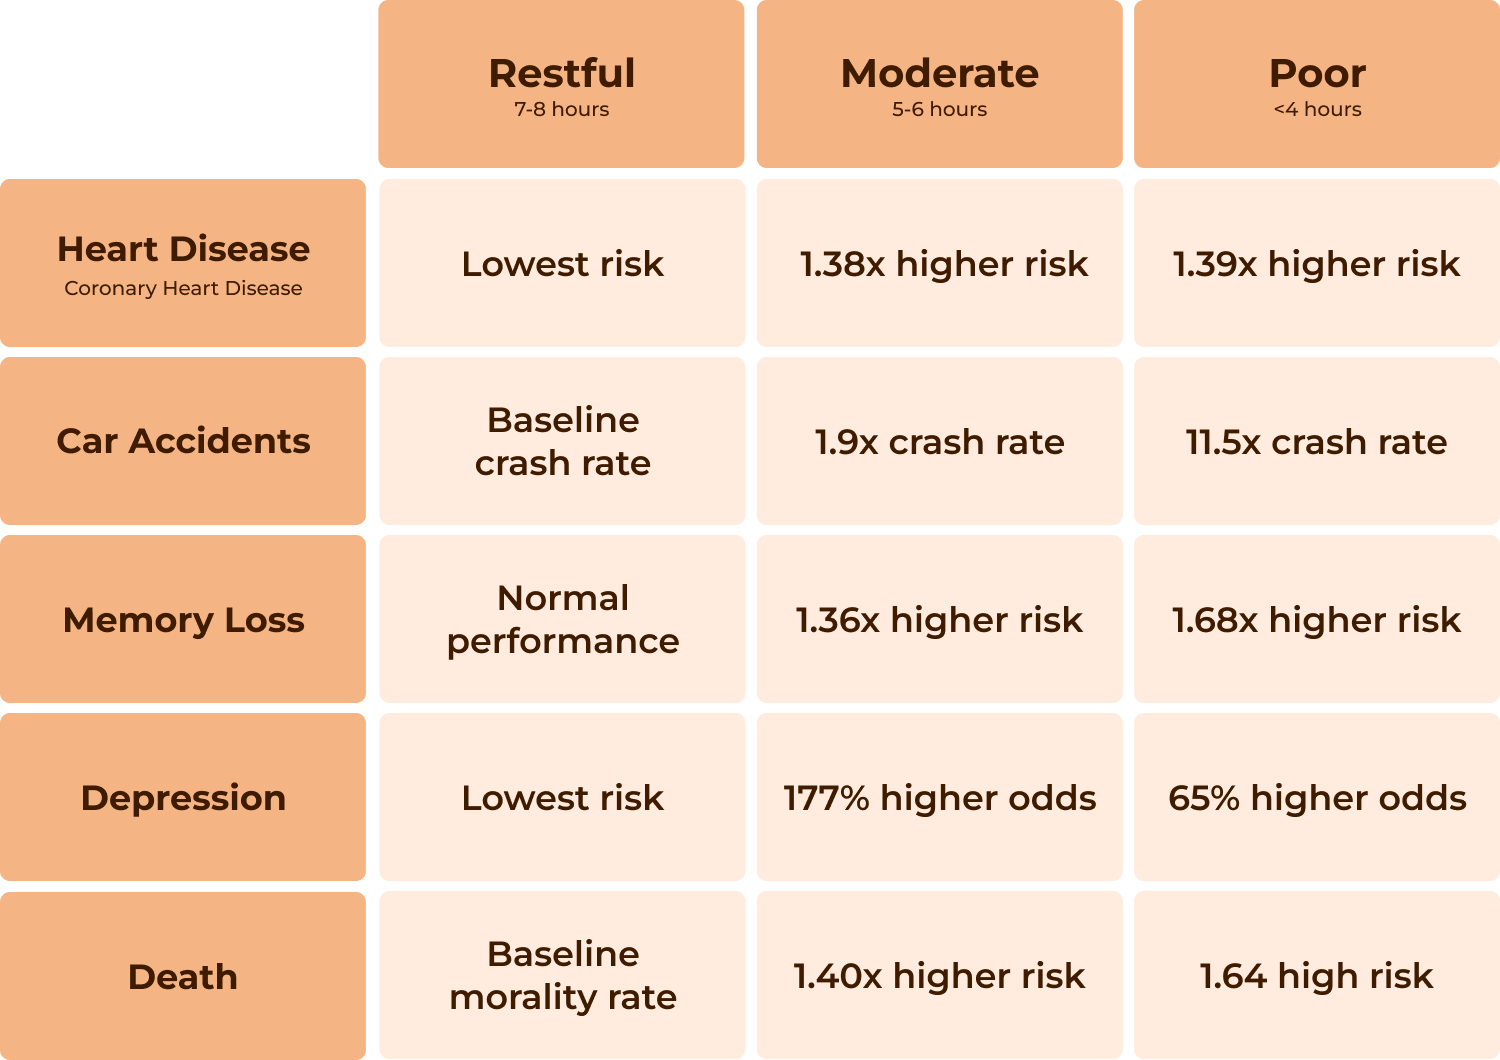 Restful
7-8 hours
Moderate
5-6 hours
Poor
<4 hours
Heart Disease
Coronary Heart Disease
Lowest risk
1.38x higher risk
1.39x higher risk
Car Accidents
Baseline
crash rate
1.9x crash rate
11.5x crash rate
Memory Loss
Normal
performance
1.36x higher risk
1.68x higher risk
Depression
Lowest risk
177% higher odds
65% higher odds
Death
Baseline
morality rate
1.40x higher risk
1.64 high risk